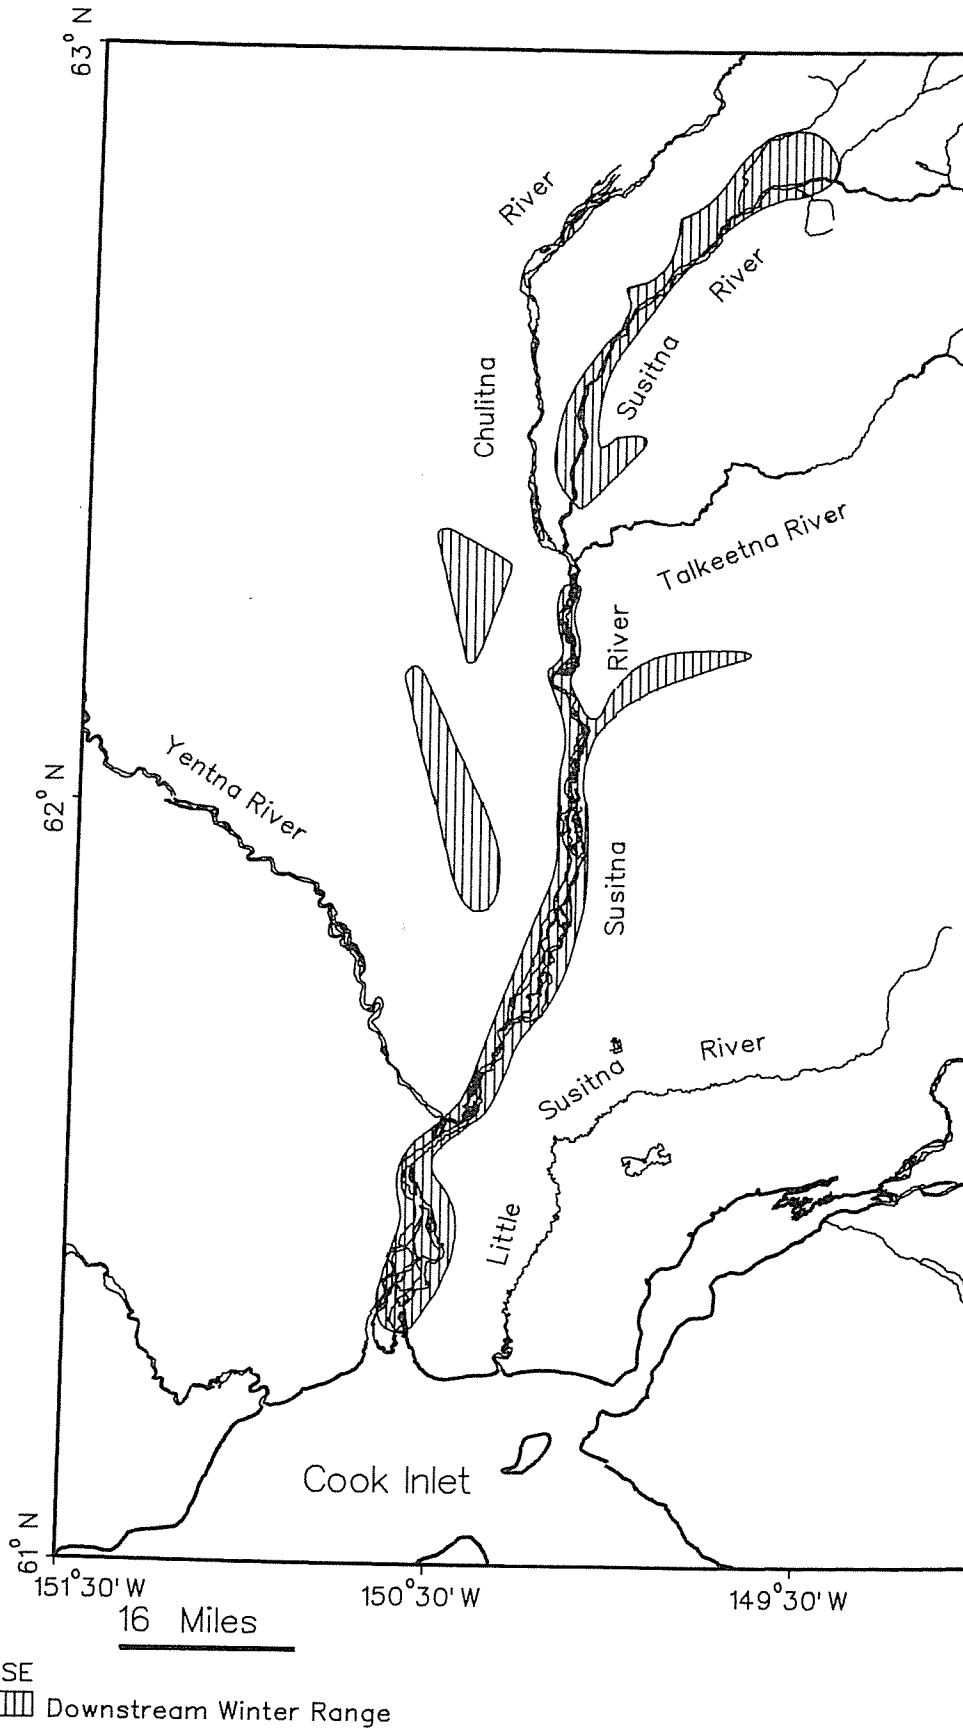 63° N
River
River
Susitna
Chulitna
Talkeetna River
River
Yentna River
62° N
Susitna
River
Susitna
Little
Cook Inlet
61° N
151°30' W
150°30' W
149°30' W
16 Miles
SE
Downstream Winter Range